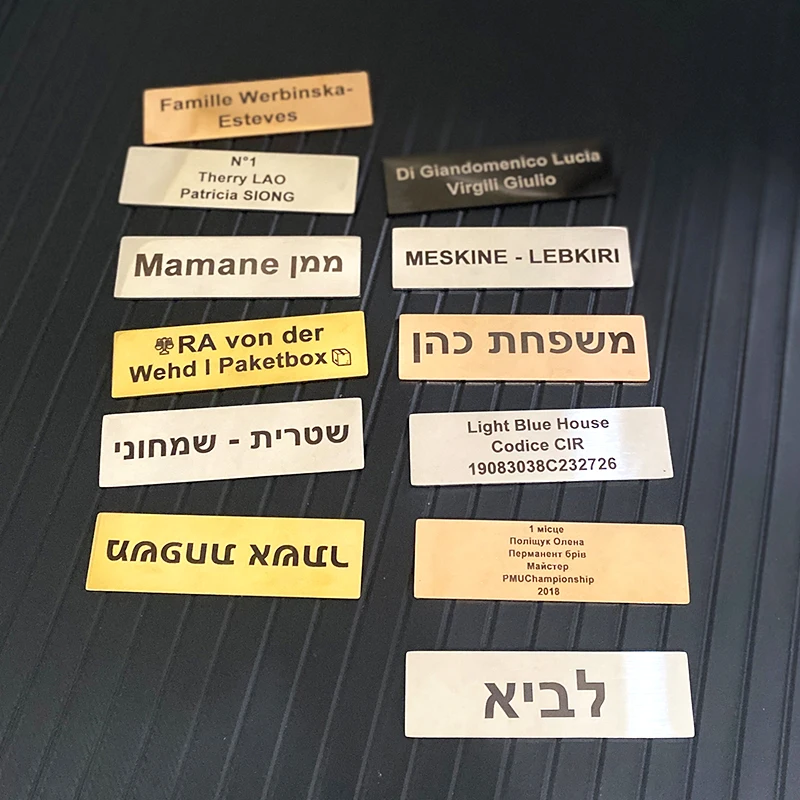 Famille Werbinska-
Esteves
N°1
Therry LAO
Patricia SIONG
Di Giandomenico Lucia
Virgili Giulio
Mamane ממן
MESKINE - LEBKIRI
RA von der
Wehd I Paketbox
משפחת כהן
שטרית - שמחוני
Light Blue House
Codice CIR
19083038C232726
משפחת
1 місце
Поліщук Олена
Перманент брів
Майстер
PMUChampionship
2018
לביא